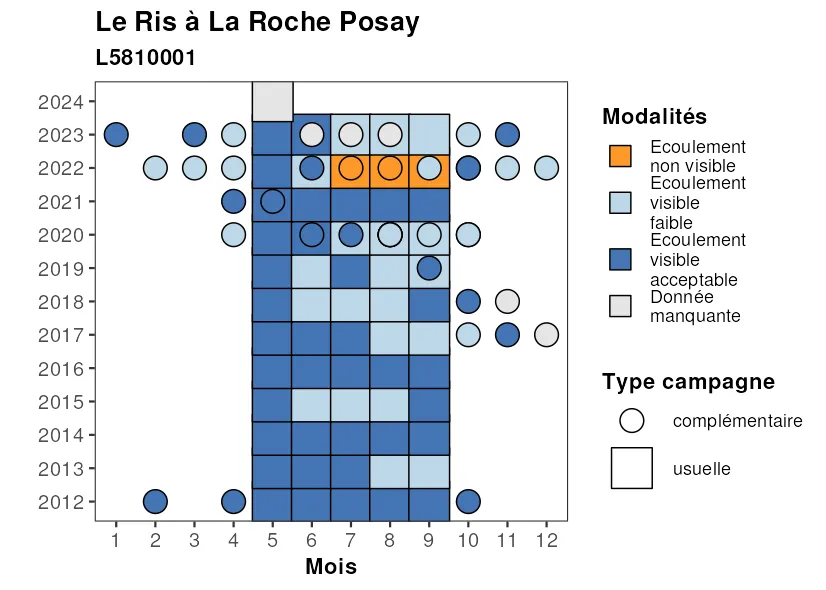 Le Ris à La Roche Posay
L5810001
2024
2023
2022
2021
2020
2019
2018
2017
2016
2015
2014
2013
2012
1 2 3 4 5 6 7 8 9 10 11 12
Mois
Modalités
Ecoulement
non visible
Ecoulement
visible
faible
Ecoulement
visible
acceptable
Donnée
manquante
Type campagne
complémentaire
usuelle